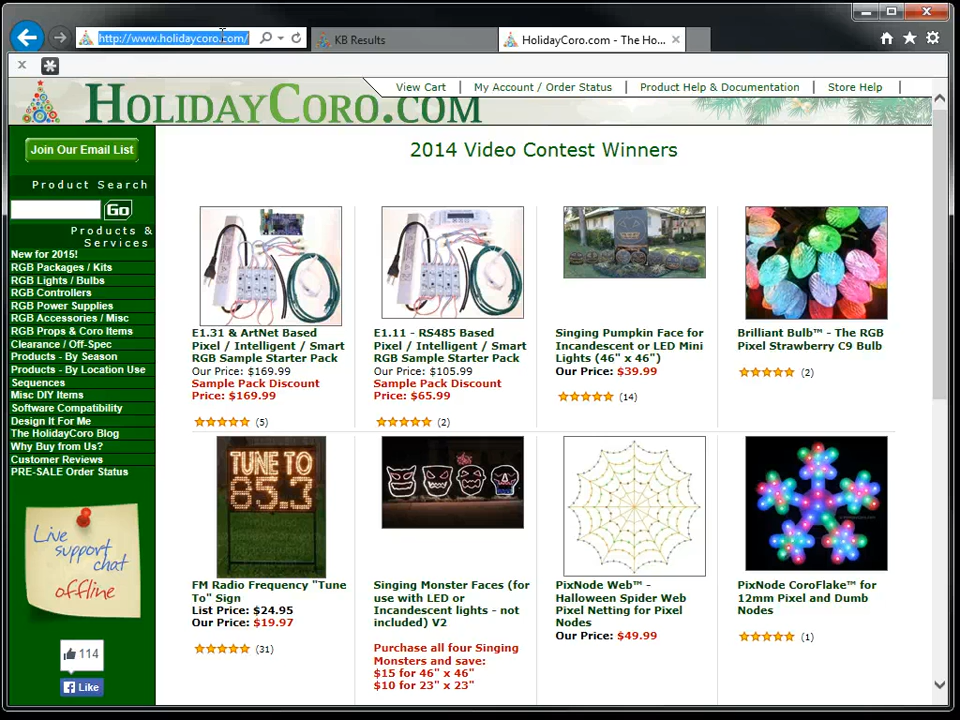 http://www.holidaycoro.com/
KB Results
HolidayCoro.com - The Ho...
HOLIDAYCORO.COM
View Cart | My Account / Order Status | Product Help & Documentation | Store Help |
Join Our Email List
Product Search
Go
Products &
Services
New for 2015!
RGB Packages / Kits
RGB Lights / Bulbs
RGB Controllers
RGB Power Supplies
RGB Accessories / Misc
RGB Props & Coro Items
Clearance / Off-Spec
Products - By Season
Products - By Location Use
Sequences
Misc DIY Items
Software Compatibility
Design It For Me
The HolidayCoro Blog
Why Buy from Us?
Customer Reviews
PRE-SALE Order Status
Live
support
chat
offline
114
Like
2014 Video Contest Winners
E1.31 & ArtNet Based
Pixel / Intelligent / Smart
RGB Sample Starter Pack
Our Price: $169.99
Sample Pack Discount
Price: $169.99
(5)
E1.11 - RS485 Based
Pixel / Intelligent / Smart
RGB Sample Starter Pack
Our Price: $105.99
Sample Pack Discount
Price: $65.99
(2)
Singing Pumpkin Face for
Incandescent or LED Mini
Lights (46" x 46")
Our Price: $39.99
(14)
Brilliant Bulb™ - The RGB
Pixel Strawberry C9 Bulb
(2)
TUNE TO
85.3
FM Radio Frequency "Tune
To" Sign
List Price: $24.95
Our Price: $19.97
(31)
Singing Monster Faces (for
use with LED or
Incandescent lights - not
included) V2
Purchase all four Singing
Monsters and save:
$15 for 46" x 46"
$10 for 23" x 23"
PixNode Web™ -
Halloween Spider Web
Pixel Netting for Pixel
Nodes
Our Price: $49.99
PixNode CoroFlake™ for
12mm Pixel and Dumb
Nodes
(1)